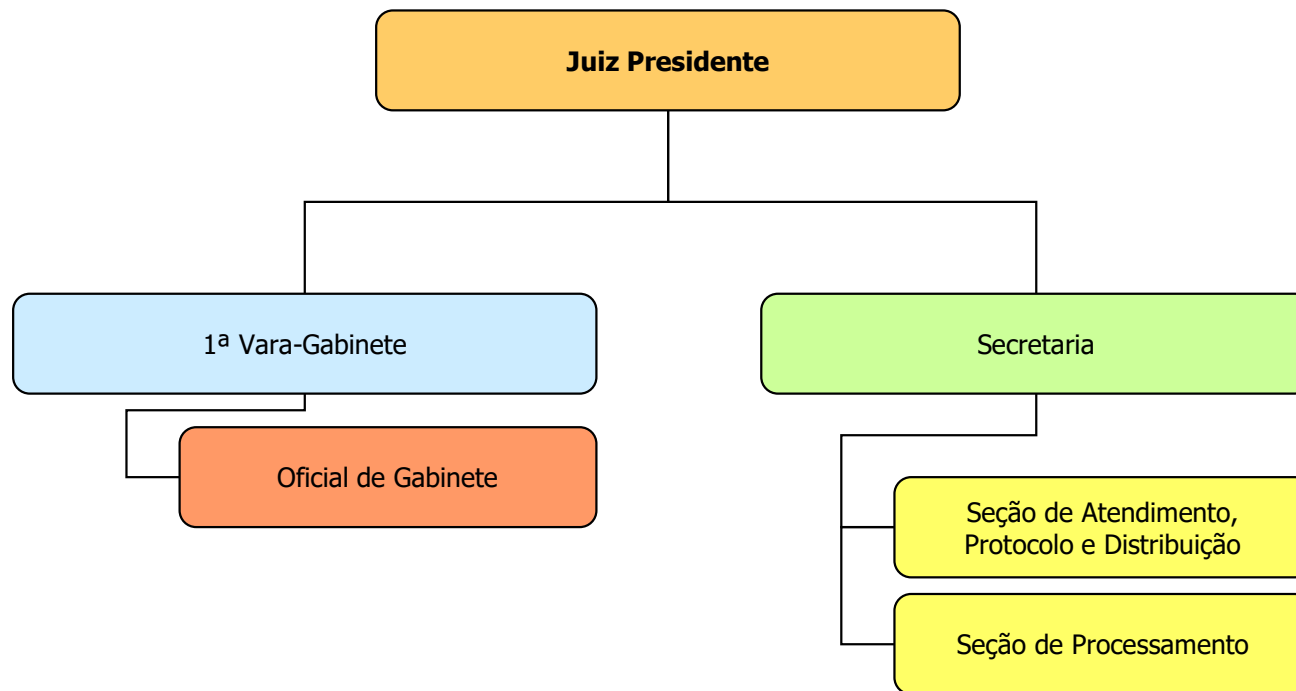 Juiz Presidente
1ª Vara-Gabinete
Secretaria
Oficial de Gabinete
Seção de Atendimento,
Protocolo e Distribuição
Seção de Processamento